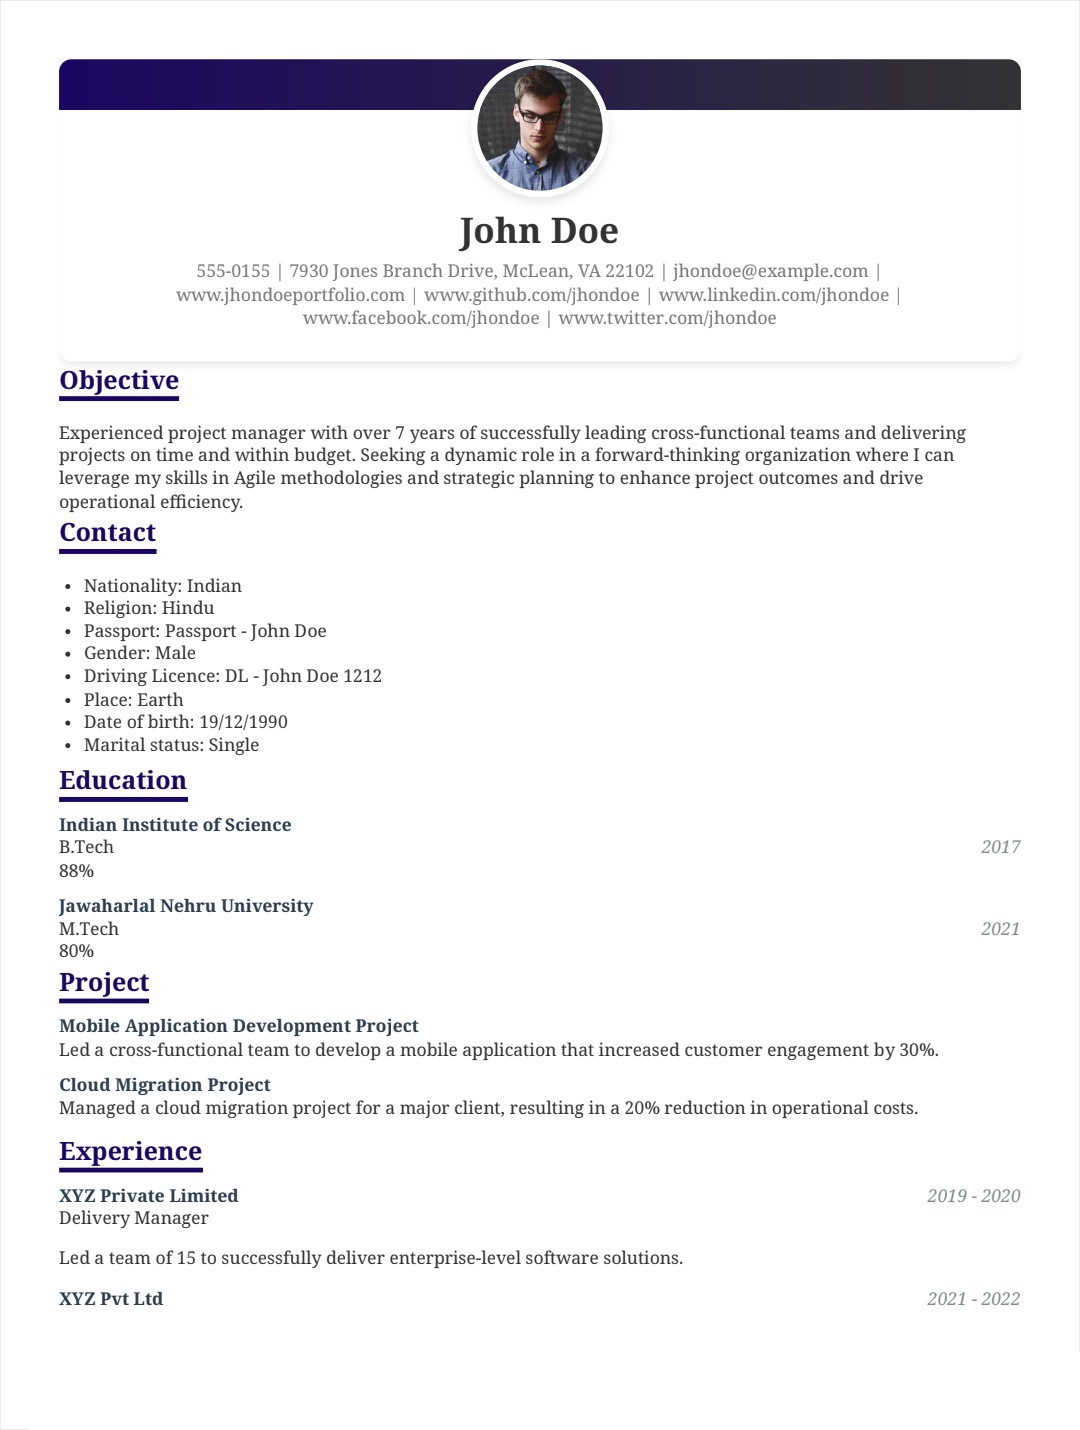 John Doe
555-0155 | 7930 Jones Branch Drive, McLean, VA 22102 | jhondoe@example.com |
www.jhondoeportfolio.com | www.github.com/jhondoe | www.linkedin.com/jhondoe |
www.facebook.com/jhondoe | www.twitter.com/jhondoe
Objective
Experienced project manager with over 7 years of successfully leading cross-functional teams and delivering
projects on time and within budget. Seeking a dynamic role in a forward-thinking organization where I can
leverage my skills in Agile methodologies and strategic planning to enhance project outcomes and drive
operational efficiency.
Contact
• Nationality: Indian
• Religion: Hindu
• Passport: Passport - John Doe
• Gender: Male
• Driving Licence: DL - John Doe 1212
• Place: Earth
• Date of birth: 19/12/1990
• Marital status: Single
Education
Indian Institute of Science
B.Tech 2017
88%
Jawaharlal Nehru University
M.Tech 2021
80%
Project
Mobile Application Development Project
Led a cross-functional team to develop a mobile application that increased customer engagement by 30%.
Cloud Migration Project
Managed a cloud migration project for a major client, resulting in a 20% reduction in operational costs.
Experience
XYZ Private Limited 2019 - 2020
Delivery Manager
Led a team of 15 to successfully deliver enterprise-level software solutions.
XYZ Pvt Ltd 2021 - 2022